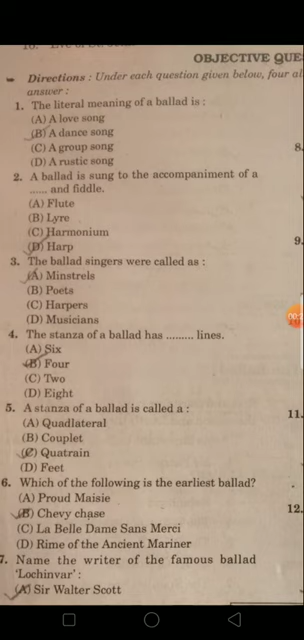 OBJECTIVE QUE
Directions : Under each question given below, four al
answer :
1. The literal meaning of a ballad is :
(A) A love song
(B) A dance song
(C) A group song
(D) A rustic song
8.
2. A ballad is sung to the accompaniment of a
...... and fiddle.
(A) Flute
(B) Lyre
(C) Harmonium
(D) Harp
9.
3. The ballad singers were called as :
(A) Minstrels
(B) Poets
(C) Harpers
(D) Musicians
4. The stanza of a ballad has ......... lines.
(A) Six
(B) Four
(C) Two
(D) Eight
5. A stanza of a ballad is called a :
11.
(A) Quadlateral
(B) Couplet
(C) Quatrain
(D) Feet
6. Which of the following is the earliest ballad?
(A) Proud Maisie
(B) Chevy chase
12.
(C) La Belle Dame Sans Merci
(D) Rime of the Ancient Mariner
7. Name the writer of the famous ballad
'Lochinvar' :
(A) Sir Walter Scott